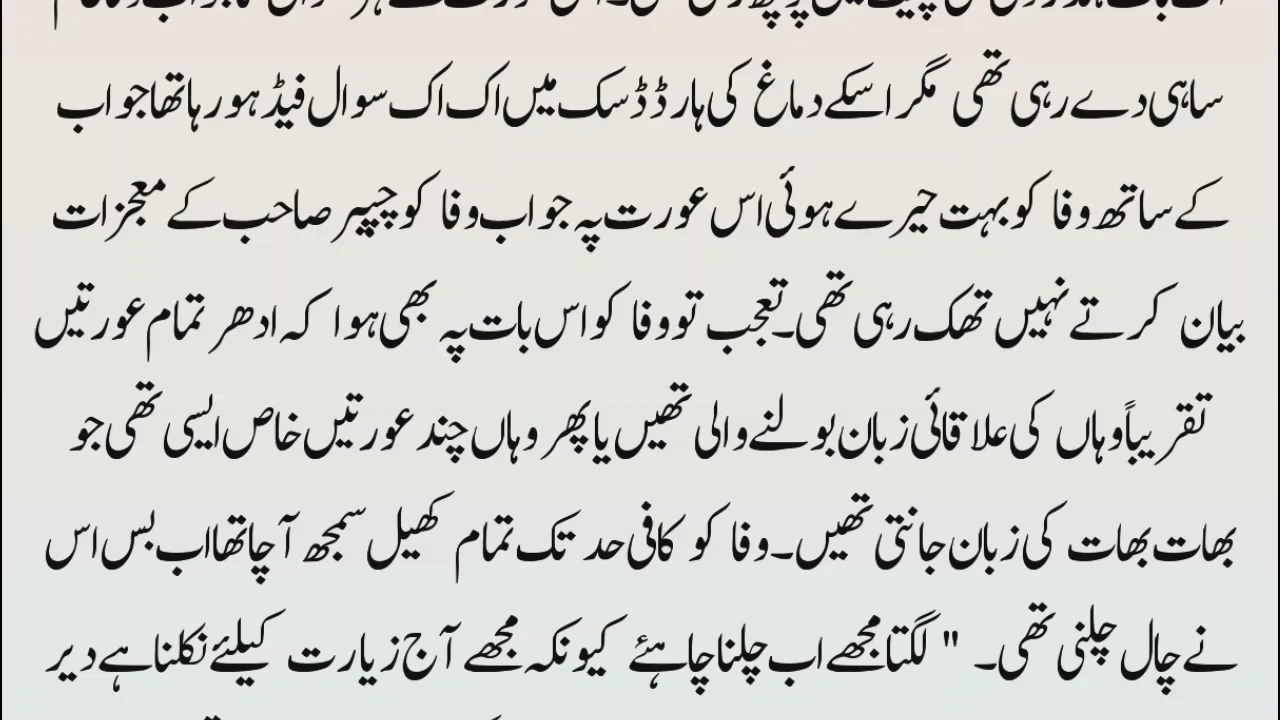 ساہی دے رہی تھی مگر اسکے دماغ کی ہارڈ ڈسک میں اک اک سوال فیڈ ہو رہا تھا جواب
کے ساتھ وفا کو بہت حیرے ہوئی اس عورت پہ جو اب وفا کو چپیر صاحب کے معجزات
بیان کرتے نہیں تھک رہی تھی۔ تعجب تو وفا کو اس بات پہ بھی ہوا کہ ادھر تمام عورتیں
تقریباً وہاں کی علاقائی زبان بولنے والی تھیں یا پھر وہاں چند عورتیں خاص ایسی تھی جو
بھات بھات کی زبان جانتی تھیں۔ وفا کو کافی حد تک تمام کھیل سمجھ آچا تھا اب بس اس
نے چال چلنی تھی۔ " لگتا مجھے اب چلنا چاہئے کیونکہ مجھے آج زیارت کیلئے نکلنا ہے دیر